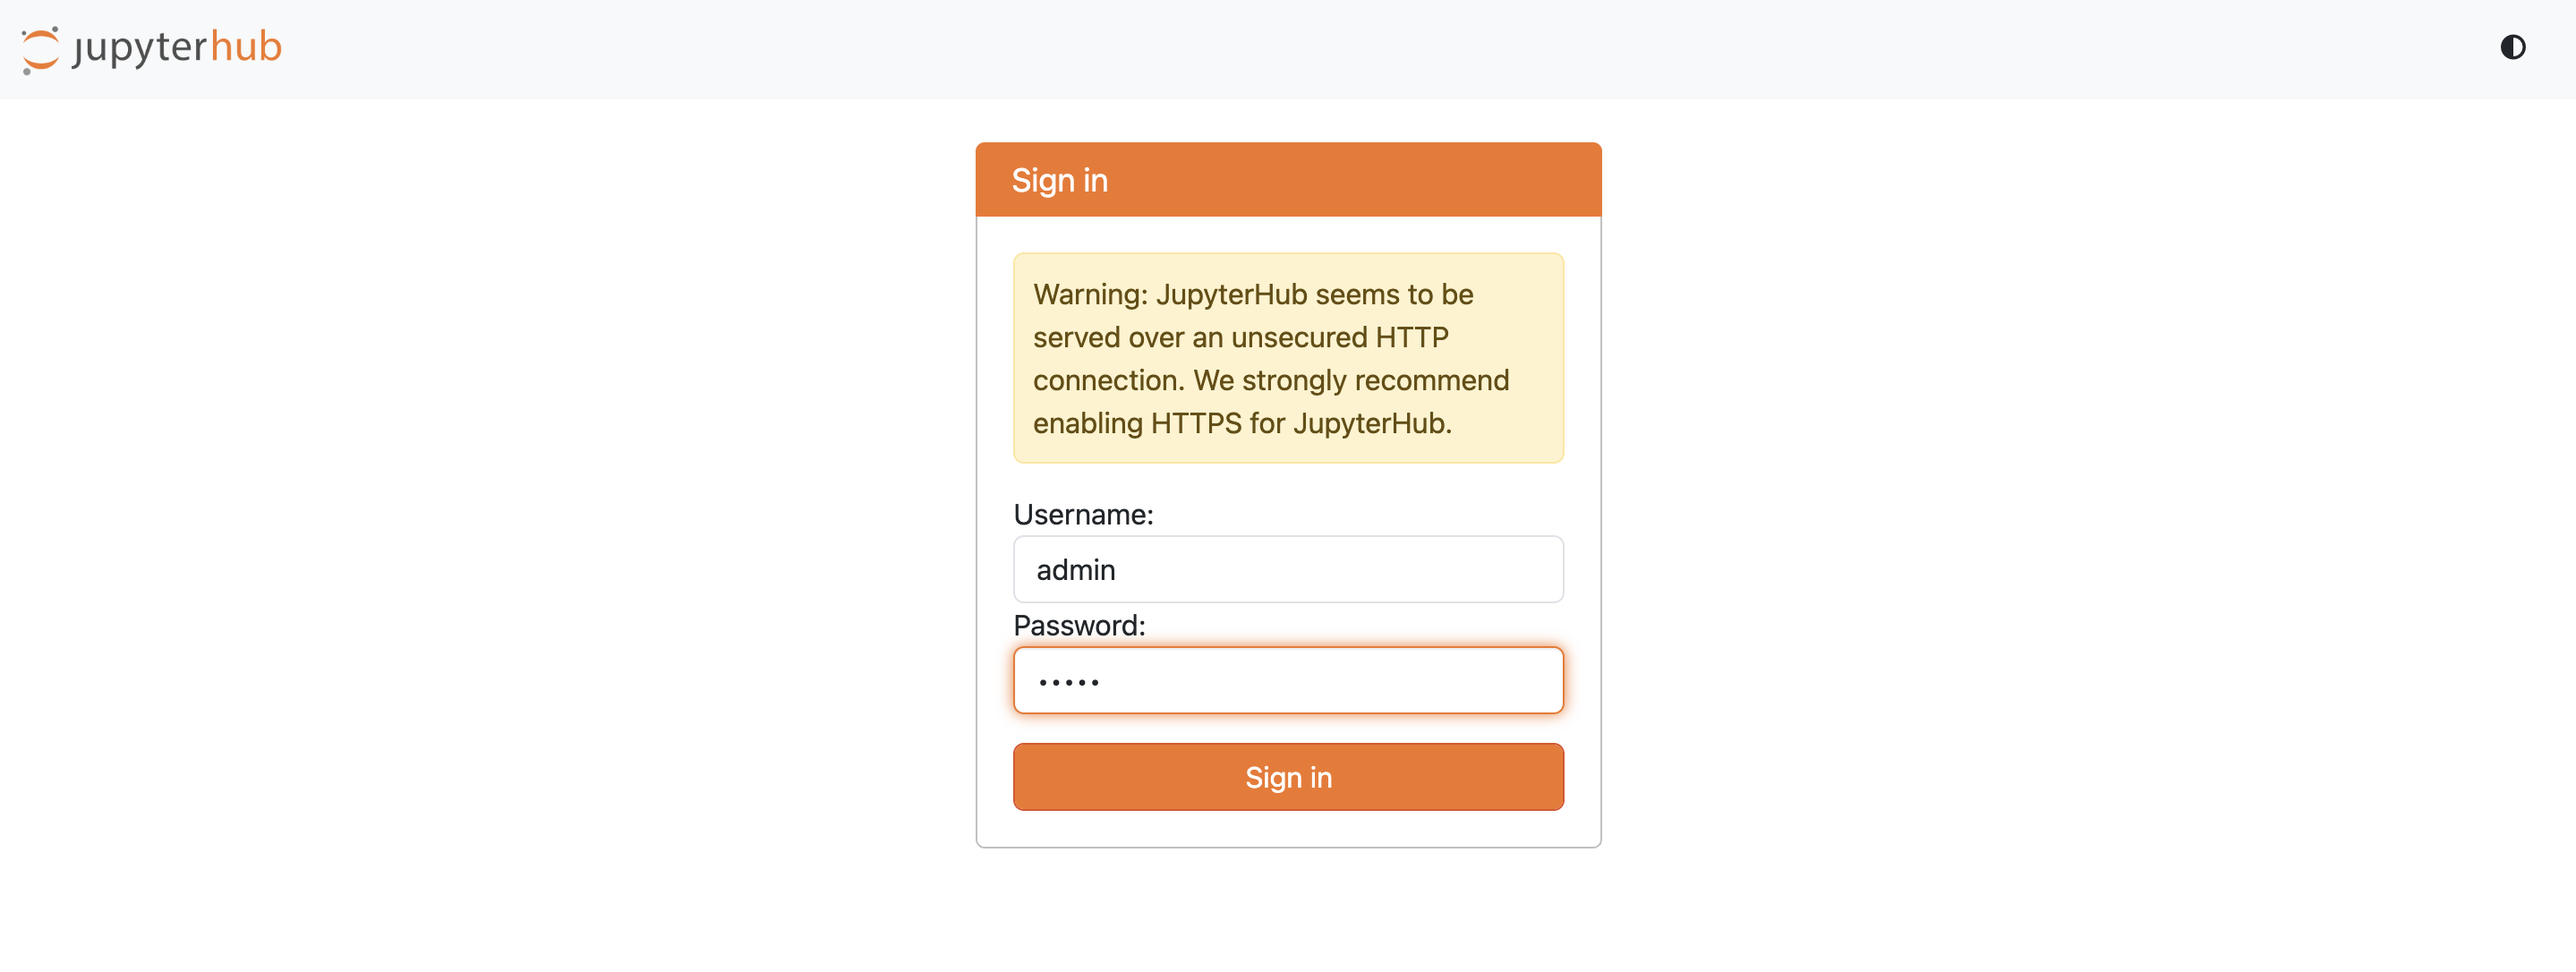 jupyterhub
Sign in
Warning: JupyterHub seems to be
served over an unsecured HTTP
connection. We strongly recommend
enabling HTTPS for JupyterHub.
Username:
admin
Password:
•••••
Sign in